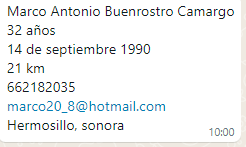 Marco Antonio Buenrostro Camargo
32 años
14 de septiembre 1990
21 km
662182035
marco20_8@hotmail.com
Hermosillo, sonora
10:00